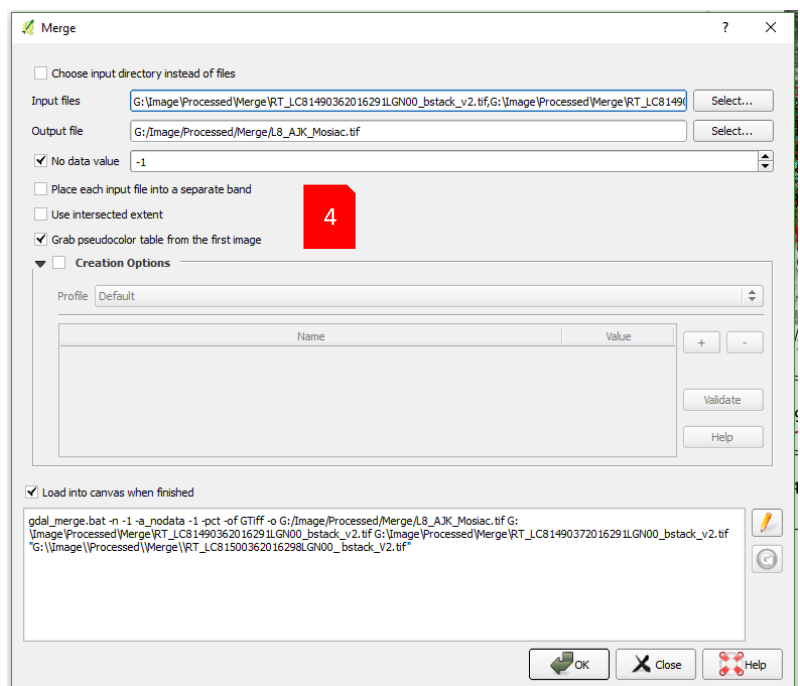 Merge
?
Choose input directory instead of files
Input files G:\Image\Processed\Merge\RT_LC81490362016291LGN00_bstack_v2.tif,G:\Image\Processed\Merge\RT_LC81490 Select...
Output file G:/Image/Processed/Merge/L8_AJK_Mosiac.tif Select...
No data value -1
Place each input file into a separate band
Use intersected extent
4
Grab pseudocolor table from the first image
Creation Options
Profile Default
Name Value + -
Validate
Help
Load into canvas when finished
gdal_merge.bat -n -1 -a_nodata -1 -pct -of GTiff -o G:/Image/Processed/Merge/L8_AJK_Mosiac.tif G:
\Image\Processed\Merge\RT_LC81490362016291LGN00_bstack_v2.tif G:\Image\Processed\Merge\RT_LC81490372016291LGN00_bstack_v2.tif
"G:\\Image\\Processed\\Merge\\RT_LC81500362016298LGN00_ bstack_V2.tif"
OK Close Help